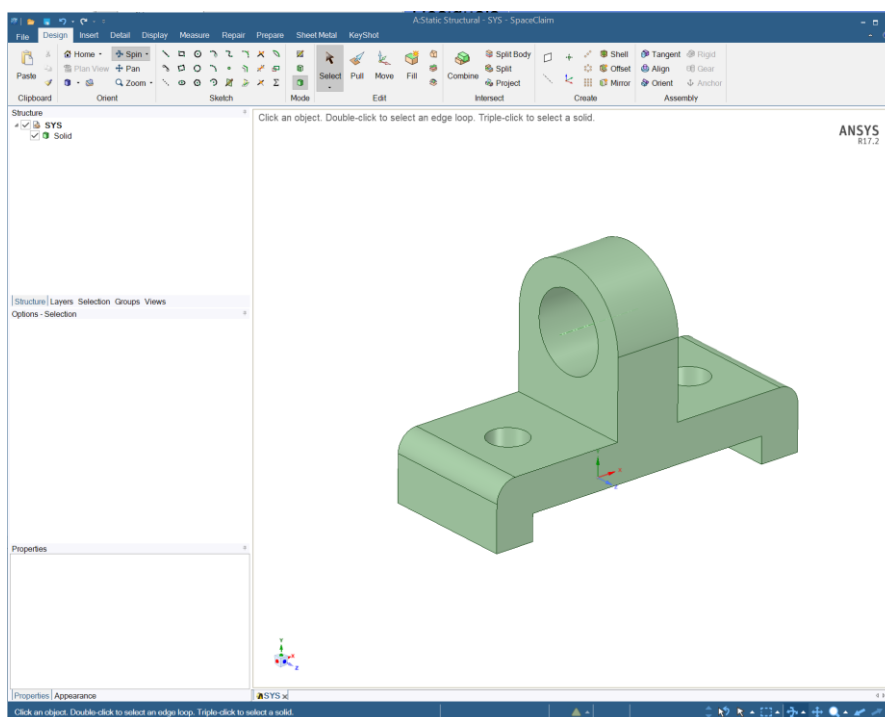 A:Static Structural - SYS - SpaceClaim
File Design Insert Detail Display Measure Repair Prepare Sheet Metal KeyShot
Home Spin Split Body Shell Tangent Rigid
Paste Plan View Pan Select Pull Move Fill Combine Split Offset Align Gear
Zoom Project Mirror Orient Anchor
Clipboard Orient Sketch Mode Edit Intersect Create Assembly
Structure
SYS
Solid
Click an object. Double-click to select an edge loop. Triple-click to select a solid.
ANSYS
R17.2
Structure Layers Selection Groups Views
Options - Selection
Y
X
Z
Properties
Y
X
Z
Properties Appearance
SYS
Click an object. Double-click to select an edge loop. Triple-click to select a solid.